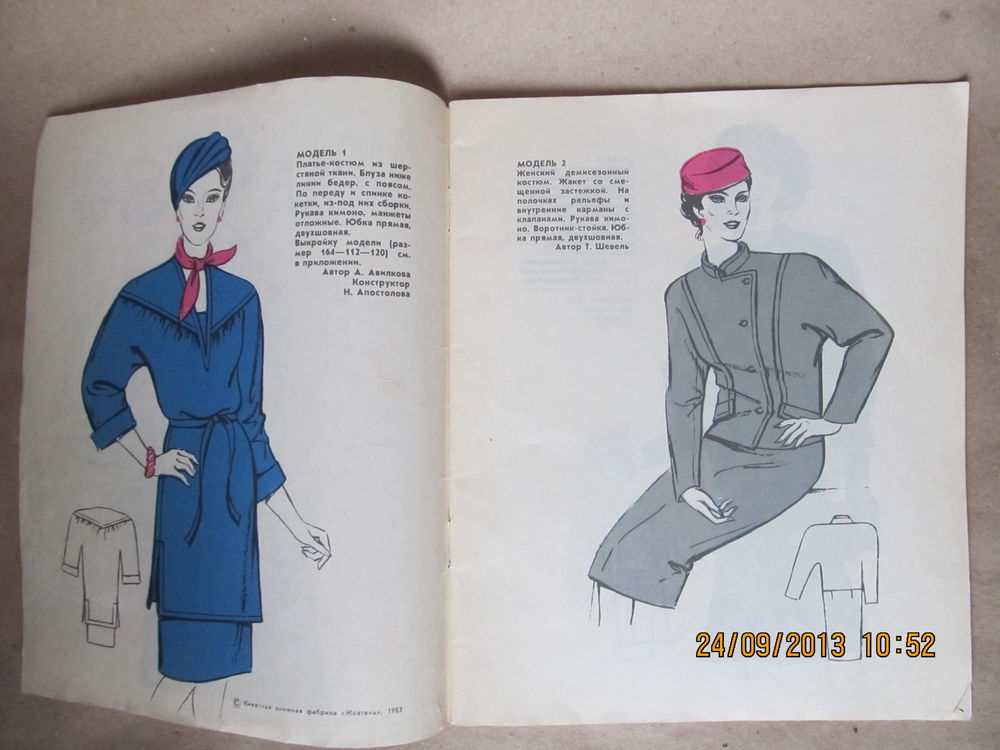 МОДЕЛЬ 1
Платье-костюм из шер-
стяной ткани. Блуза ниже
линии бедер, с поясом.
По переду и спинке ко-
кетки, из-под них сборки.
Рукава кимоно, манжеты
отложные. Юбка прямая,
двухшовная.
Выкройку модели (раз-
мер 164—112—120) см.
в приложении.
Автор А. Авилкова
Конструктор
Н. Апостолова
© книжная фабрика «Жовтень», 1983
МОДЕЛЬ 2
Женский демисезонный
костюм. Жакет со сме-
щенной застежкой. На
полочках рельефы и
внутренние карманы с
клапанами. Рукава кимо-
но. Воротник-стойка. Юб-
ка прямая, двухшовная.
Автор Т. Шевель
24/09/2013 10:52